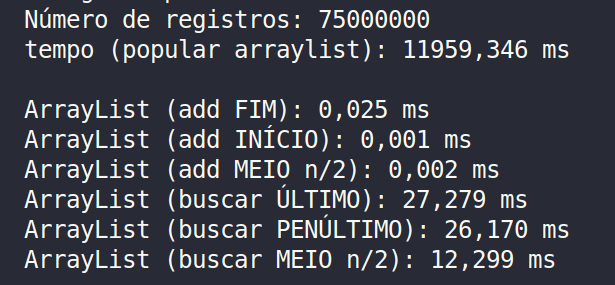 Número de registros: 75000000
tempo (popular arraylist): 11959,346 ms
ArrayList (add FIM): 0,025 ms
ArrayList (add INÍCIO): 0,001 ms
ArrayList (add MEIO n/2): 0,002 ms
ArrayList (buscar ÚLTIMO): 27,279 ms
ArrayList (buscar PENÚLTIMO): 26,170 ms
ArrayList (buscar MEIO n/2): 12,299 ms